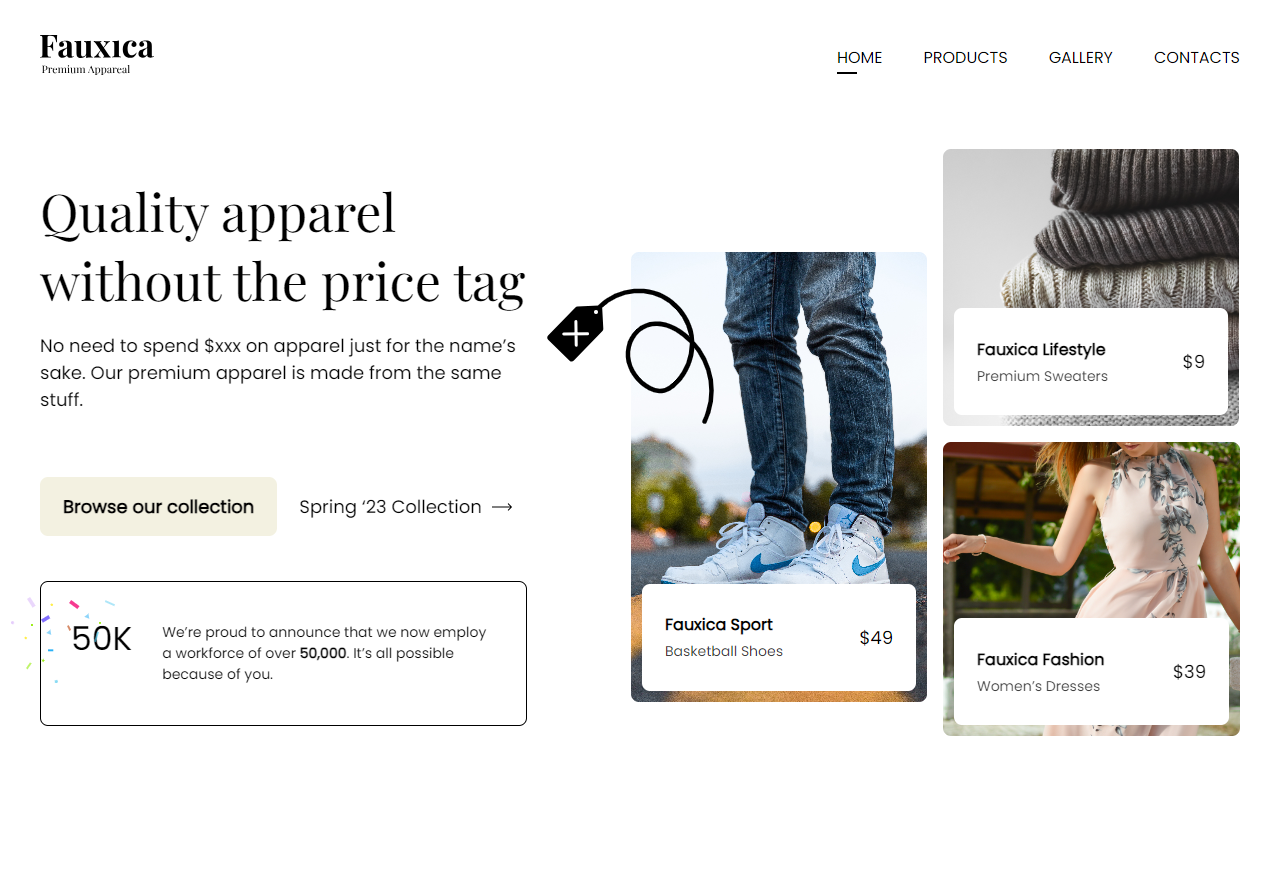 Fauxıca
Premium Appareal
HOME
PRODUCTS
GALLERY
CONTACTS
Quality apparel
without the price tag
No need to spend $xxx on apparel just for the name’s
sake. Our premium apparel is made from the same
stuff.
Browse our collection
Spring ‘23 Collection
50K
We’re proud to announce that we now employ
a workforce of over 50,000. It’s all possible
because of you.
Fauxica Sport
Basketball Shoes
$49
Fauxica Lifestyle
Premium Sweaters
$9
Fauxica Fashion
Women’s Dresses
$39